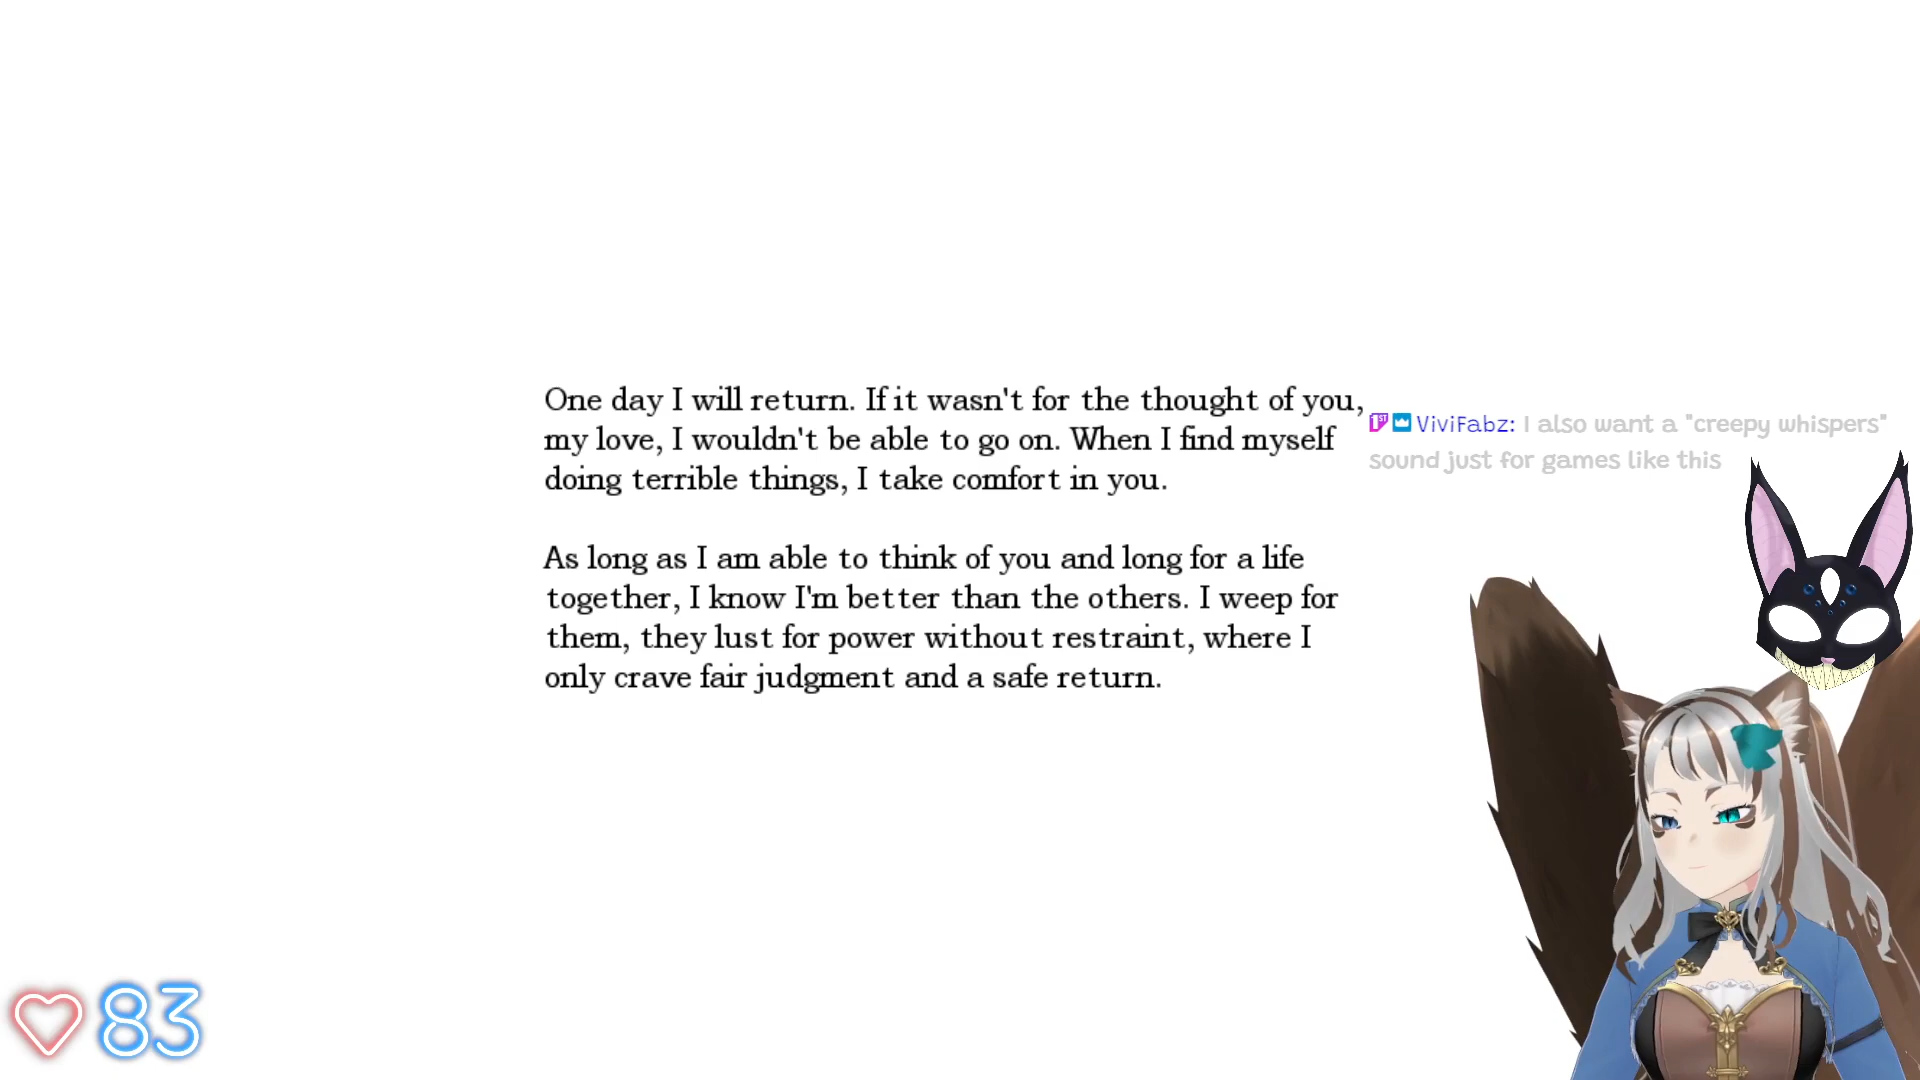 One day I will return. If it wasn't for the thought of you,
my love, I wouldn't be able to go on. When I find myself
doing terrible things, I take comfort in you.
As long as I am able to think of you and long for a life
together, I know I'm better than the others. I weep for
them, they lust for power without restraint, where I
only crave fair judgment and a safe return.
1ST ViviFabz: I also want a "creepy whispers"
sound just for games like this
83